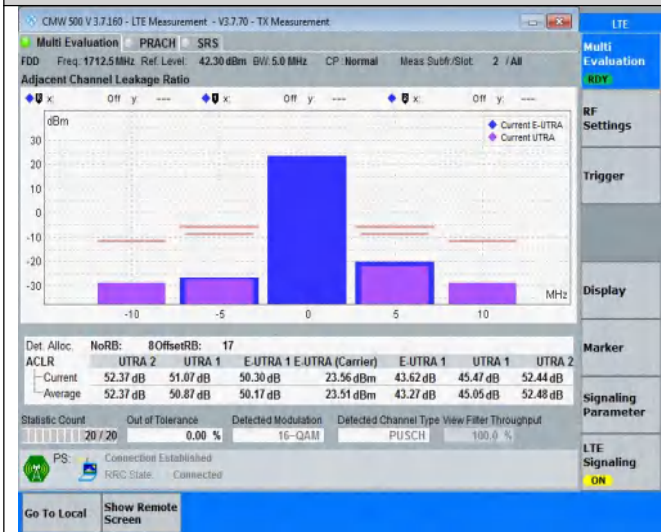 CMW 500 V 3.7.160 - LTE Measurement - V3.7.70 - TX Measurement
LTE
Multi Evaluation PRACH SRS
Multi Evaluation
RDY
FDD Freq.: 1712.5 MHz Ref. Level: 42.30 dBm BW: 5.0 MHz CP: Normal Meas Subfr./Slot: 2 / All
Adjacent Channel Leakage Ratio
x: Off y: --- x: Off y: --- x: Off y: ---
dBm
Current E-UTRA
Current UTRA
30
20
10
0
-10
-20
-30
-10 -5 0 5 10
MHz
RF Settings
Trigger
Display
Marker
Signaling Parameter
LTE Signaling
ON
Det. Alloc. NoRB: 8 OffsetRB: 17
ACLR UTRA 2 UTRA 1 E-UTRA 1 E-UTRA (Carrier) E-UTRA 1 UTRA 1 UTRA 2
Current 52.37 dB 51.07 dB 50.30 dB 23.56 dBm 43.62 dB 45.47 dB 52.44 dB
Average 52.37 dB 50.87 dB 50.17 dB 23.51 dBm 43.27 dB 45.05 dB 52.48 dB
Statistic Count Out of Tolerance Detected Modulation Detected Channel Type View Filter Throughput
20 / 20 0.00 % 16-QAM PUSCH 100.0 %
PS: Connection Established
RRC State: Connected
Go To Local
Show Remote Screen